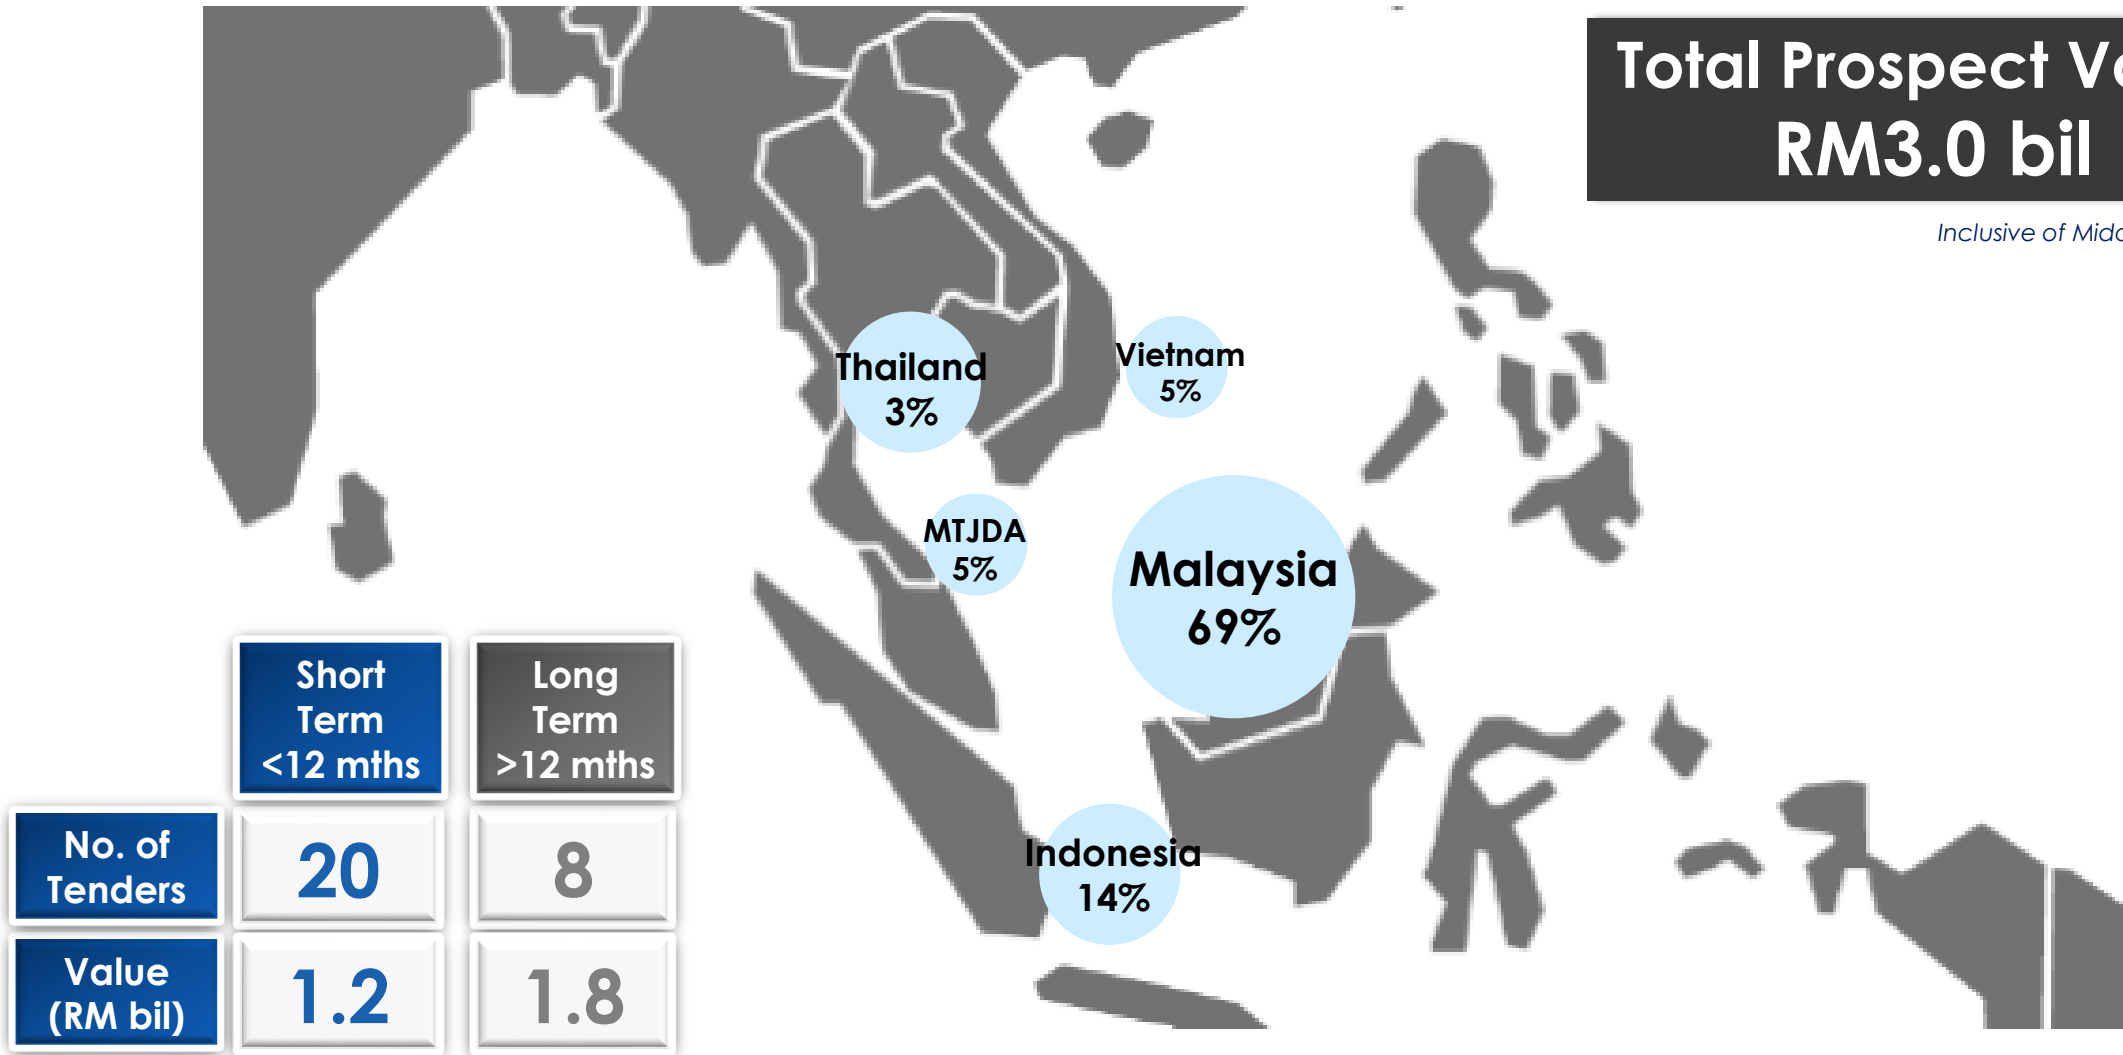 Total Prospect
RM3.0 bil
Inclusive of
Thailand
3%
Vietnam
5%
MTJDA
5%
Malaysia
69%
Indonesia
14%
Short
Term
<12 mths
Long
Term
>12 mths
No. of
Tenders
20
8
Value
(RM bil)
1.2
1.8